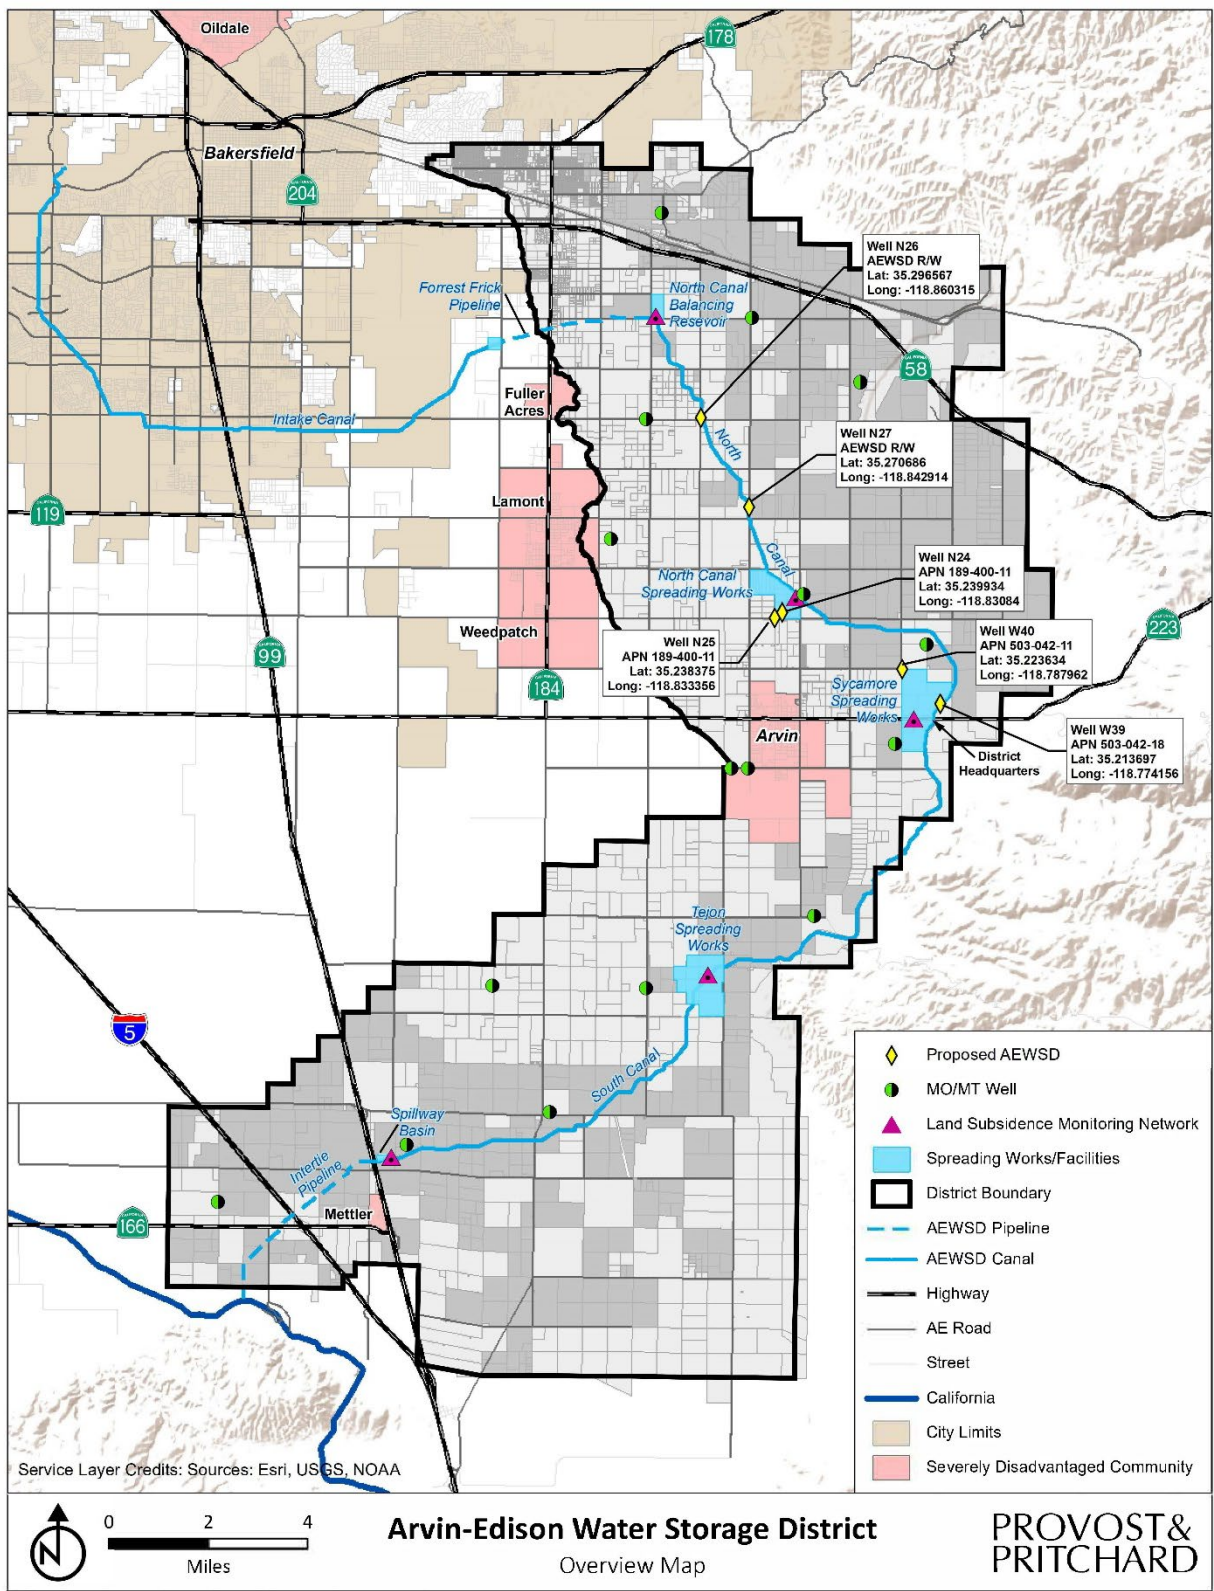 Oildale
178
Bakersfield
204
Well N26
AEWSD R/W
Lat: 35.296567
Long: -118.860315
Forrest Frick
Pipeline
North Canal
Balancing
Resevoir
58
Fuller
Acres
Intake Canal
North
Well N27
AEWSD R/W
Lat: 35.270686
Long: -118.842914
Lamont
119
Canal
North Canal
Spreading Works
Well N24
APN 189-400-11
Lat: 35.239934
Long: -118.83084
Weedpatch
99
184
223
Well N25
APN 189-400-11
Lat: 35.238375
Long: -118.833356
Well W40
APN 503-042-11
Lat: 35.223634
Long: -118.787962
Sycamore
Spreading
Works
Arvin
District
Headquarters
Well W39
APN 503-042-18
Lat: 35.213697
Long: -118.774156
Tejon
Spreading
Works
5
South Canal
Spillway
Basin
Intertie
Pipeline
Mettler
166
Proposed AEWSD
MO/MT Well
Land Subsidence Monitoring Network
Spreading Works/Facilities
District Boundary
AEWSD Pipeline
AEWSD Canal
Highway
AE Road
Street
California
City Limits
Severely Disadvantaged Community
Service Layer Credits: Sources: Esri, USGS, NOAA
N
0 2 4
Miles
Arvin-Edison Water Storage District
Overview Map
PROVOST&
PRITCHARD